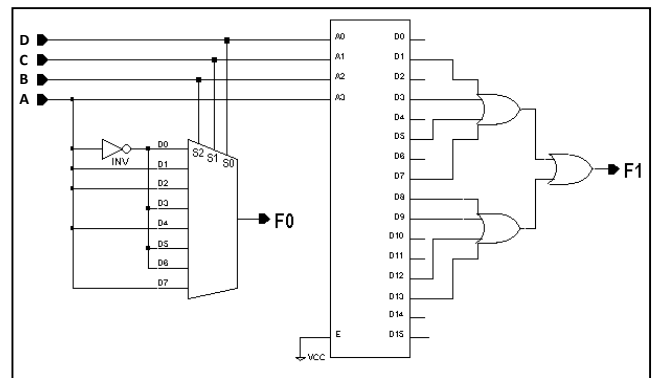 D
C
B
A
INV
D0
D1
D2
D3
D4
D5
D6
D7
S2
S1
S0
F0
A0
A1
A2
A3
E
VCC
D0
D1
D2
D3
D4
D5
D6
D7
D8
D9
D10
D11
D12
D13
D14
D15
F1